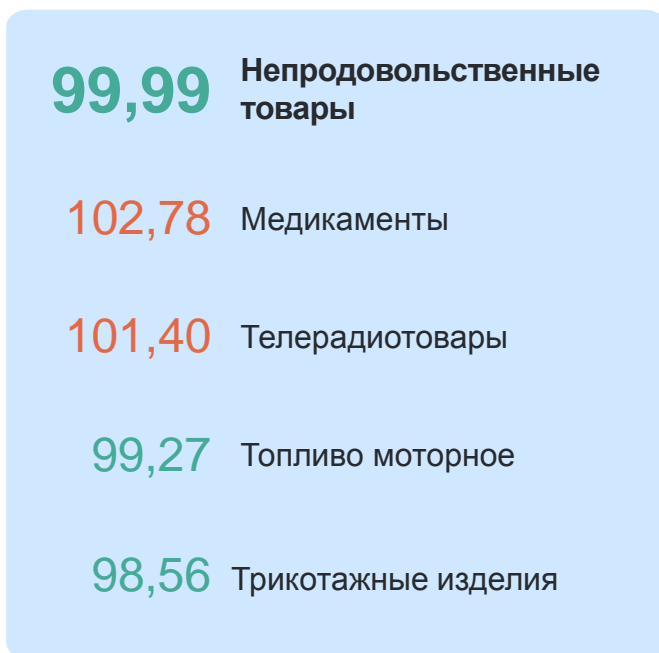 99,99 Непродовольственные
товары
102,78 Медикаменты
101,40 Телерадиотовары
99,27 Топливо моторное
98,56 Трикотажные изделия